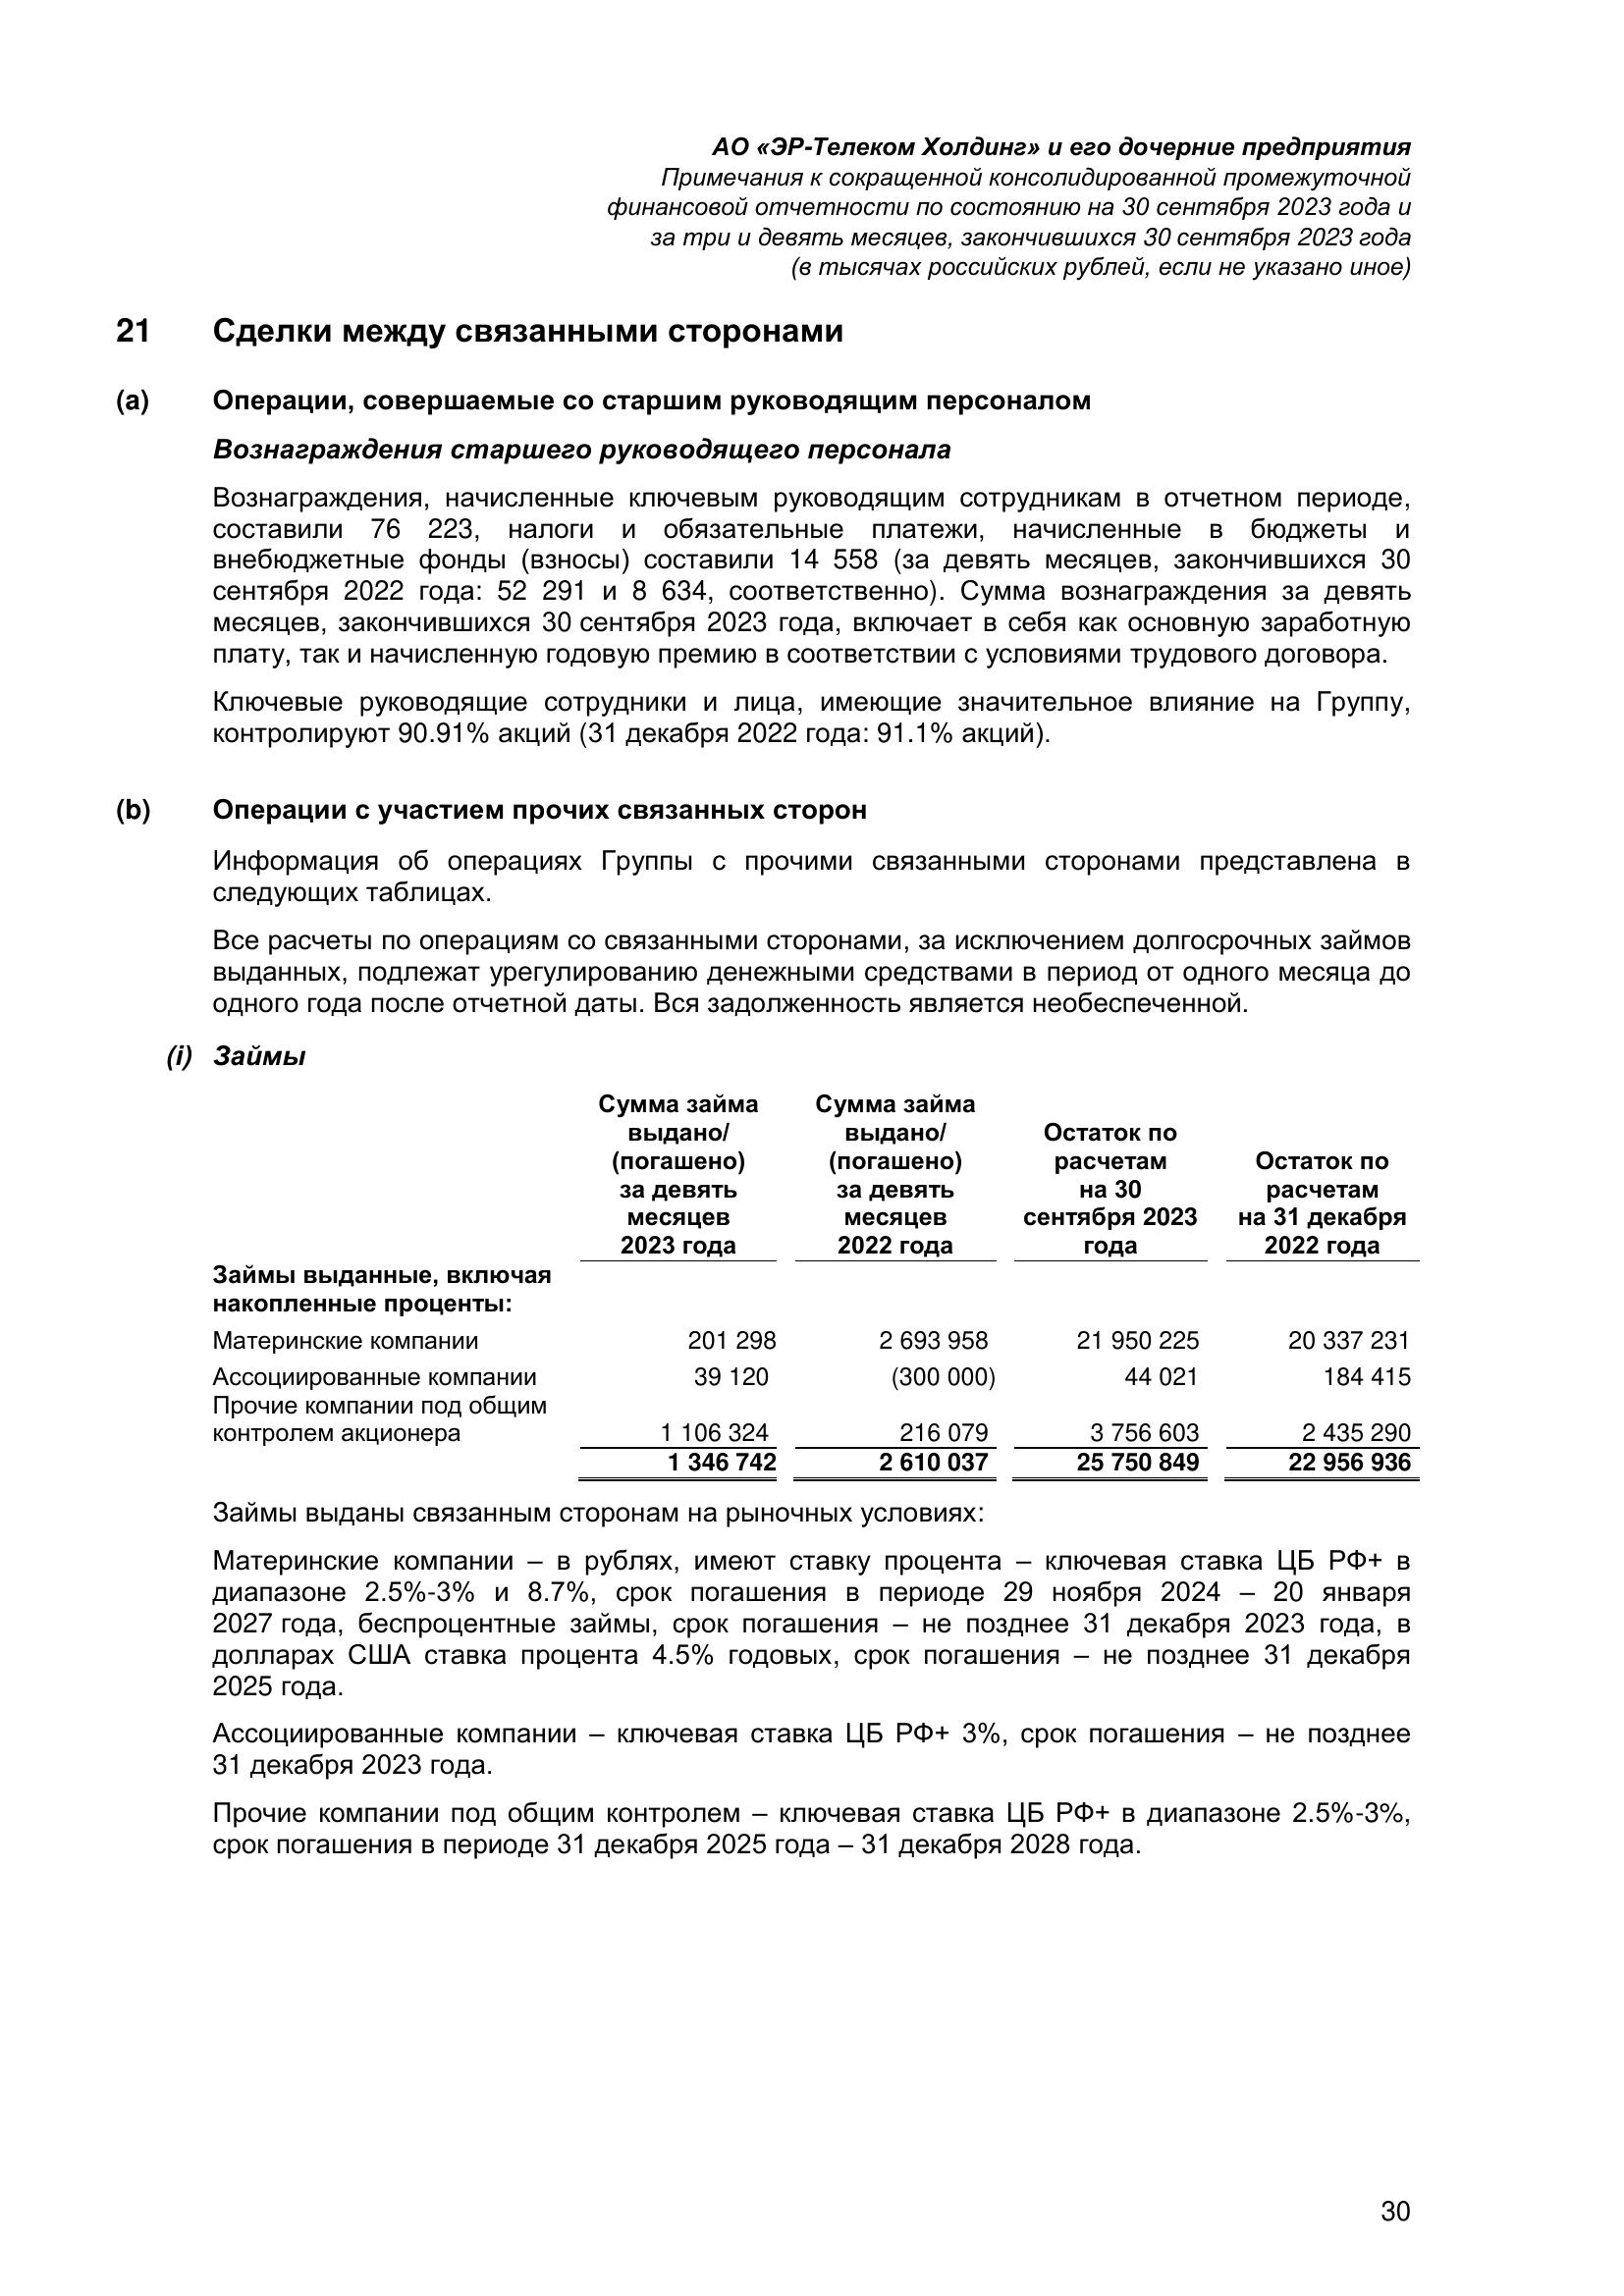 АО «ЭР-Телеком Холдинг» и его дочерние предприятия
Примечания к сокращенной консолидированной промежуточной
финансовой отчетности по состоянию на 30 сентября 2023 года и
за три и девять месяцев, закончившихся 30 сентября 2023 года
(в тысячах российских рублей, если не указано иное)
21 Сделки между связанными сторонами
(a) Операции, совершаемые со старшим руководящим персоналом
Вознаграждения старшего руководящего персонала
Вознаграждения, начисленные ключевым руководящим сотрудникам в отчетном периоде,
составили 76 223, налоги и обязательные платежи, начисленные в бюджеты и
внебюджетные фонды (взносы) составили 14 558 (за девять месяцев, закончившихся 30
сентября 2022 года: 52 291 и 8 634, соответственно). Сумма вознаграждения за девять
месяцев, закончившихся 30 сентября 2023 года, включает в себя как основную заработную
плату, так и начисленную годовую премию в соответствии с условиями трудового договора.
Ключевые руководящие сотрудники и лица, имеющие значительное влияние на Группу,
контролируют 90.91% акций (31 декабря 2022 года: 91.1% акций).
(b) Операции с участием прочих связанных сторон
Информация об операциях Группы с прочими связанными сторонами представлена в
следующих таблицах.
Все расчеты по операциям со связанными сторонами, за исключением долгосрочных займов
выданных, подлежат урегулированию денежными средствами в период от одного месяца до
одного года после отчетной даты. Вся задолженность является необеспеченной.
(i) Займы
Сумма займа Сумма займа
выдано/ выдано/ Остаток по
(погашено) (погашено) расчетам Остаток по
за девять за девять на 30 расчетам
месяцев месяцев сентября 2023 на 31 декабря
2023 года 2022 года года 2022 года
Займы выданные, включая
накопленные проценты:
Материнские компании 201 298 2 693 958 21 950 225 20 337 231
Ассоциированные компании 39 120 (300 000) 44 021 184 415
Прочие компании под общим
контролем акционера 1 106 324 216 079 3 756 603 2 435 290
1 346 742 2 610 037 25 750 849 22 956 936
Займы выданы связанным сторонам на рыночных условиях:
Материнские компании – в рублях, имеют ставку процента – ключевая ставка ЦБ РФ+ в
диапазоне 2.5%-3% и 8.7%, срок погашения в периоде 29 ноября 2024 – 20 января
2027 года, беспроцентные займы, срок погашения – не позднее 31 декабря 2023 года, в
долларах США ставка процента 4.5% годовых, срок погашения – не позднее 31 декабря
2025 года.
Ассоциированные компании – ключевая ставка ЦБ РФ+ 3%, срок погашения – не позднее
31 декабря 2023 года.
Прочие компании под общим контролем – ключевая ставка ЦБ РФ+ в диапазоне 2.5%-3%,
срок погашения в периоде 31 декабря 2025 года – 31 декабря 2028 года.
30